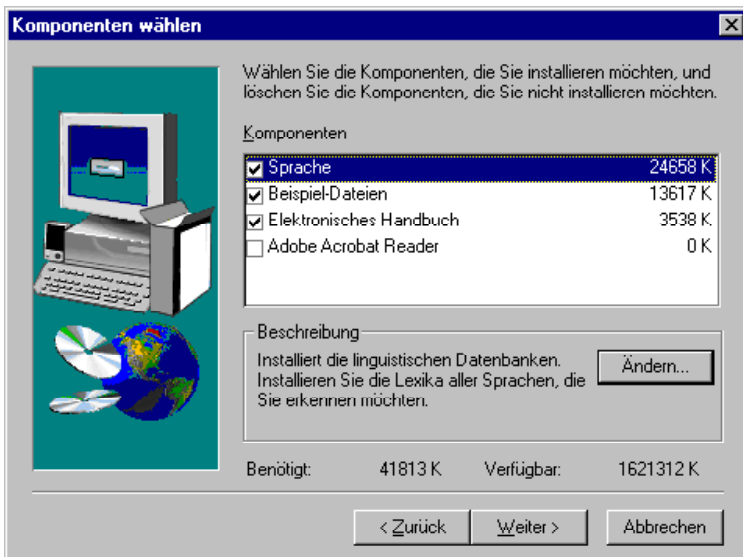 Komponenten wählen
Wählen Sie die Komponenten, die Sie installieren möchten, und
löschen Sie die Komponenten, die Sie nicht installieren möchten.
Komponenten
Sprache 24658 K
Beispiel-Dateien 13617 K
Elektronisches Handbuch 3538 K
Adobe Acrobat Reader 0 K
Beschreibung
Installiert die linguistischen Datenbanken.
Installieren Sie die Lexika aller Sprachen, die
Sie erkennen möchten.
Ändern...
Benötigt: 41813 K Verfügbar: 1621312 K
< Zurück Weiter > Abbrechen